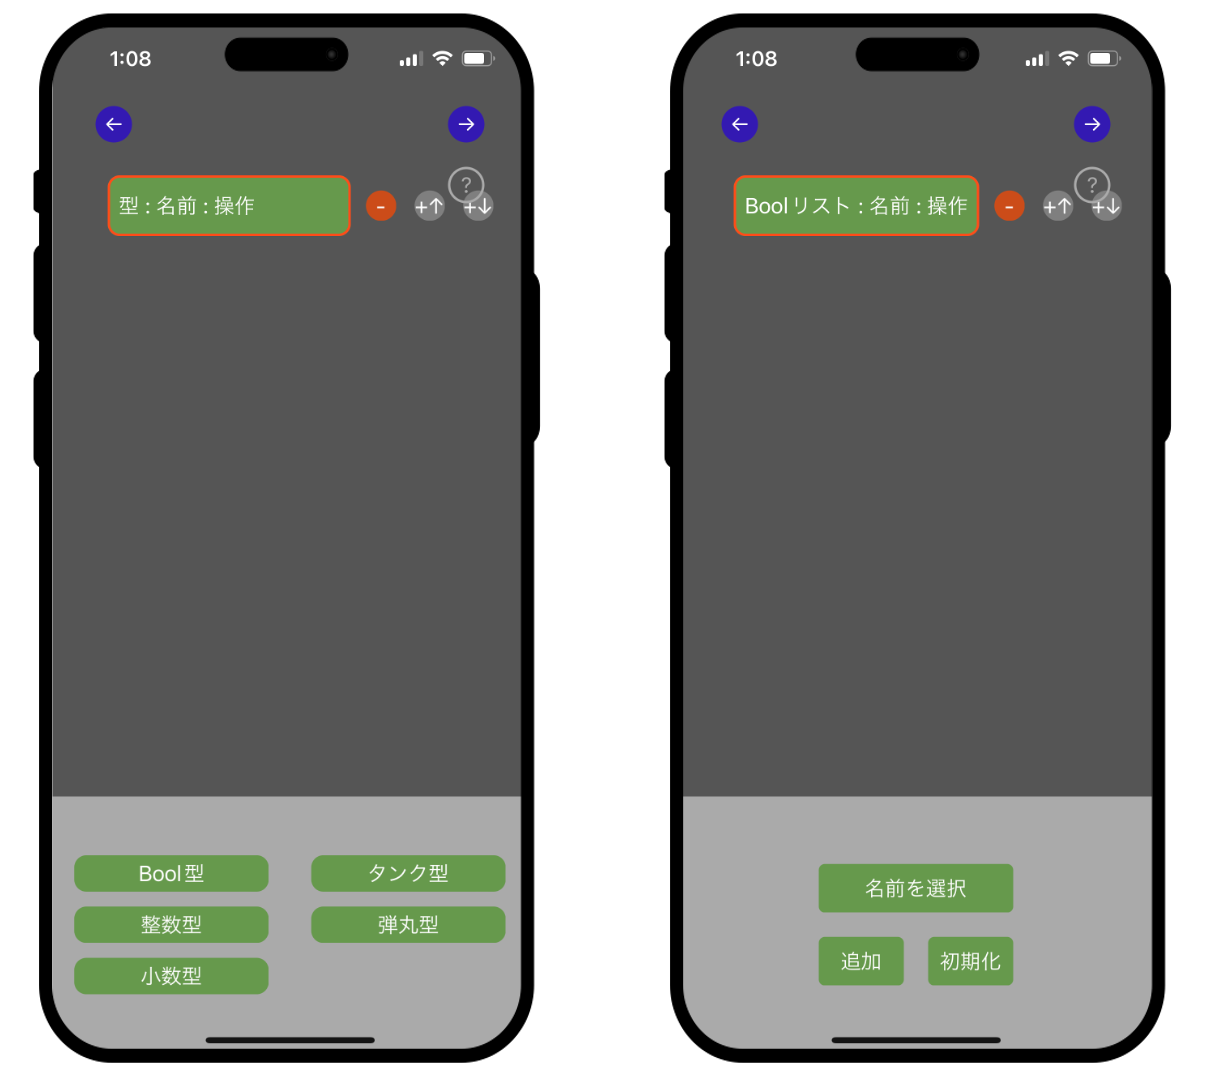 1:08
←
→
?
型 : 名前 : 操作
-
+↑
+↓
Bool型
タンク型
整数型
弾丸型
小数型
1:08
←
→
?
Boolリスト : 名前 : 操作
-
+↑
+↓
名前を選択
追加
初期化